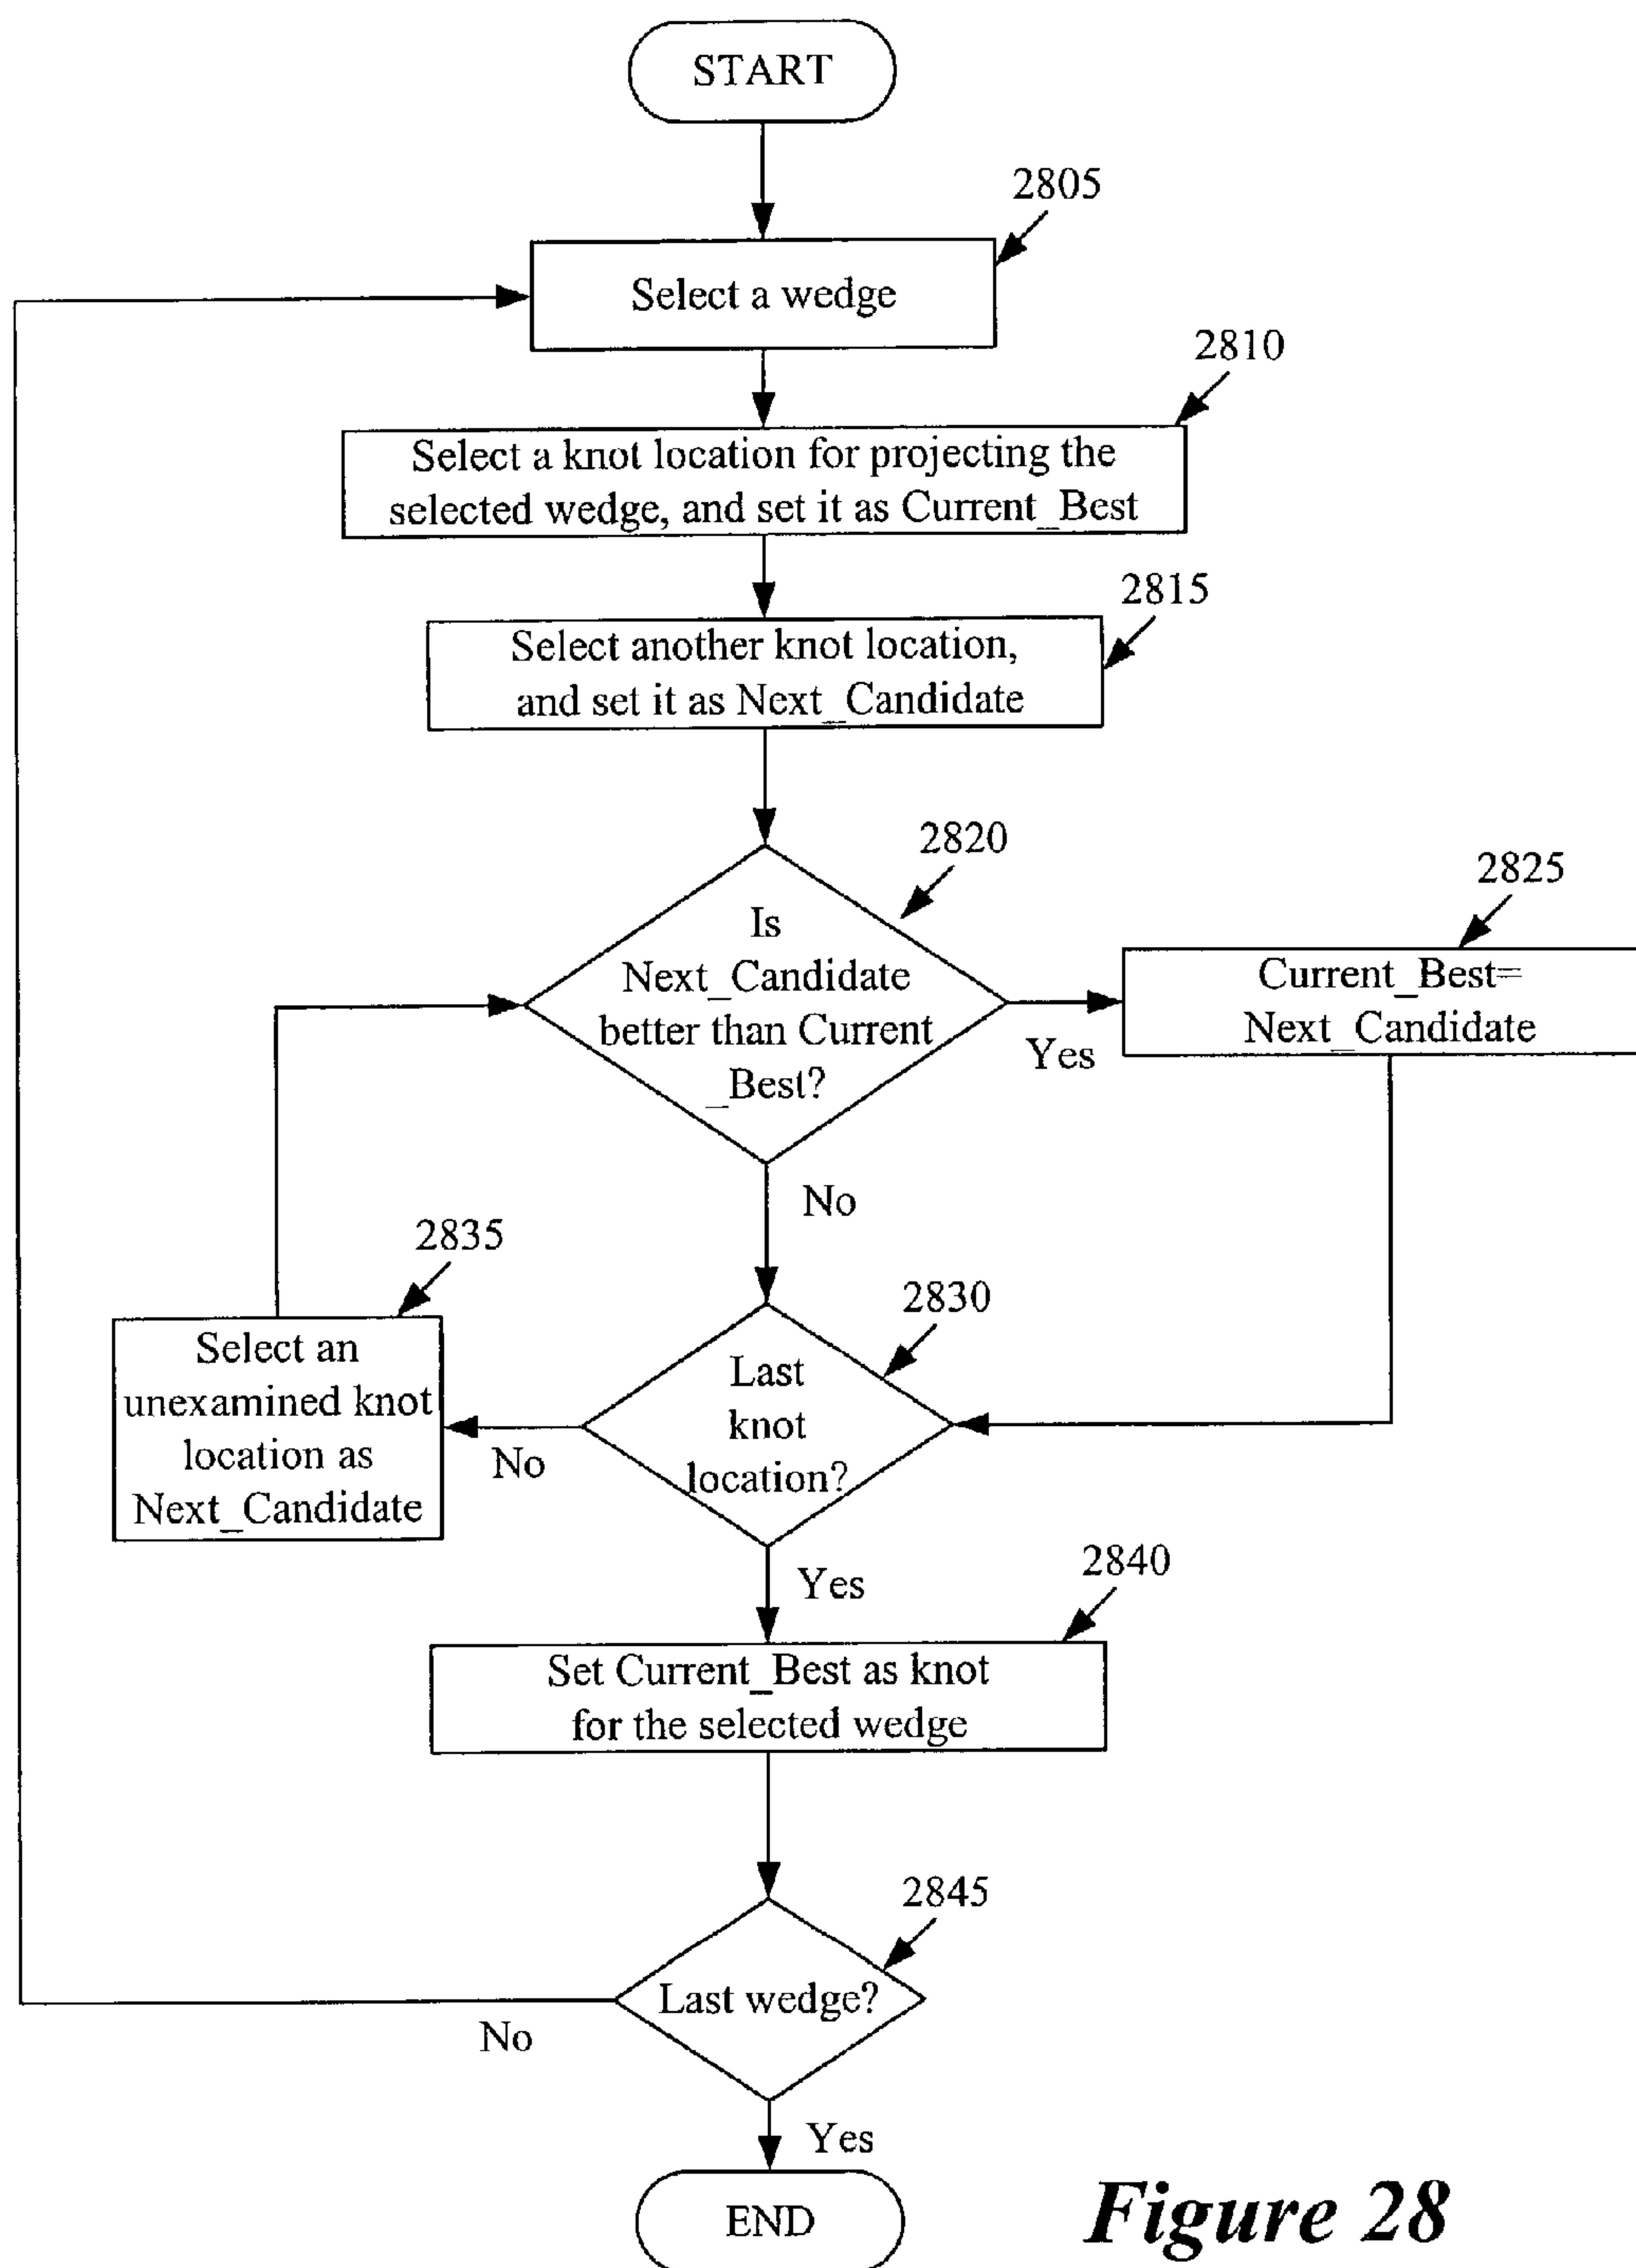 START
2805
Select a wedge
2810
Select a knot location for projecting the
selected wedge, and set it as Current_Best
2815
Select another knot location,
and set it as Next_Candidate
2820
Is
Next_Candidate
better than Current
_Best?
Yes
2825
Current_Best=
Next_Candidate
No
2835
Select an
unexamined knot
location as
Next_Candidate
2830
Last
knot
location?
No
Yes
2840
Set Current_Best as knot
for the selected wedge
2845
Last wedge?
No
Yes
END
Figure 28